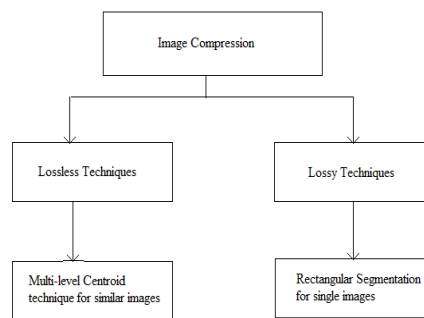 Image Compression
Lossless Techniques
Lossy Techniques
Multi-level Centroid
technique for similar images
Rectangular Segmentation
for single images